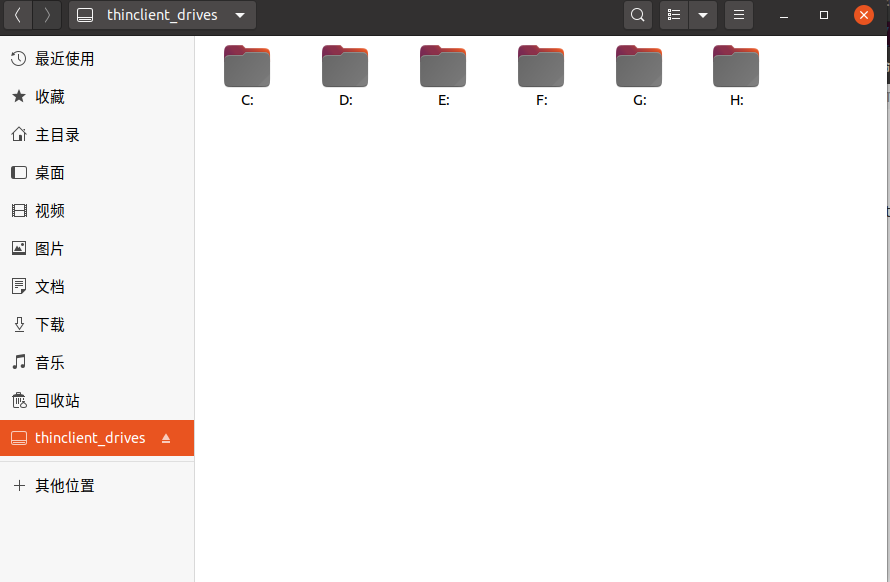 thinclient_drives
最近使用
收藏
主目录
桌面
视频
图片
文档
下载
音乐
回收站
thinclient_drives
其他位置
C: D: E: F: G: H: